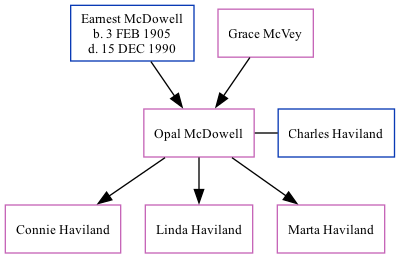 Earnest McDowell
b. 3 FEB 1905
d. 15 DEC 1990
Grace McVey
Opal McDowell
Charles Haviland
Connie Haviland
Linda Haviland
Marta Haviland